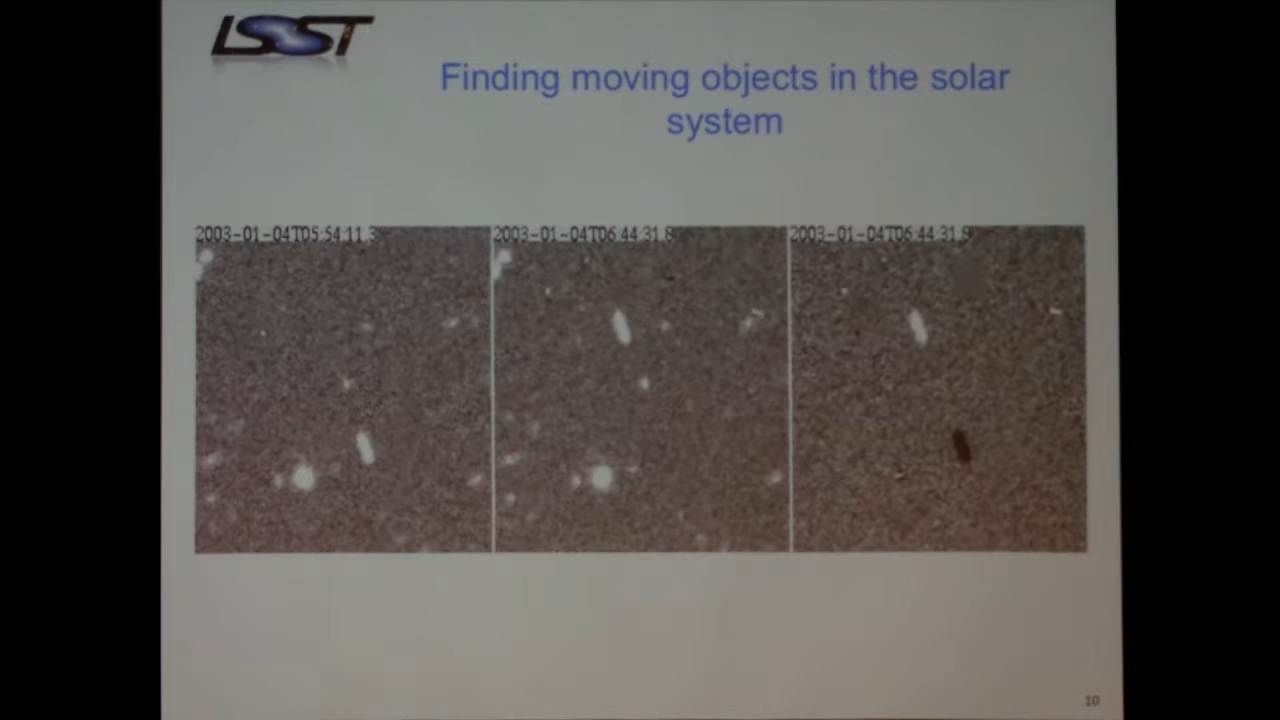 LSST
Finding moving objects in the solar
system
2003-01-04T05:54:11.3
2003-01-04T06:44:31.8
2003-01-04T06:44:31.8
10